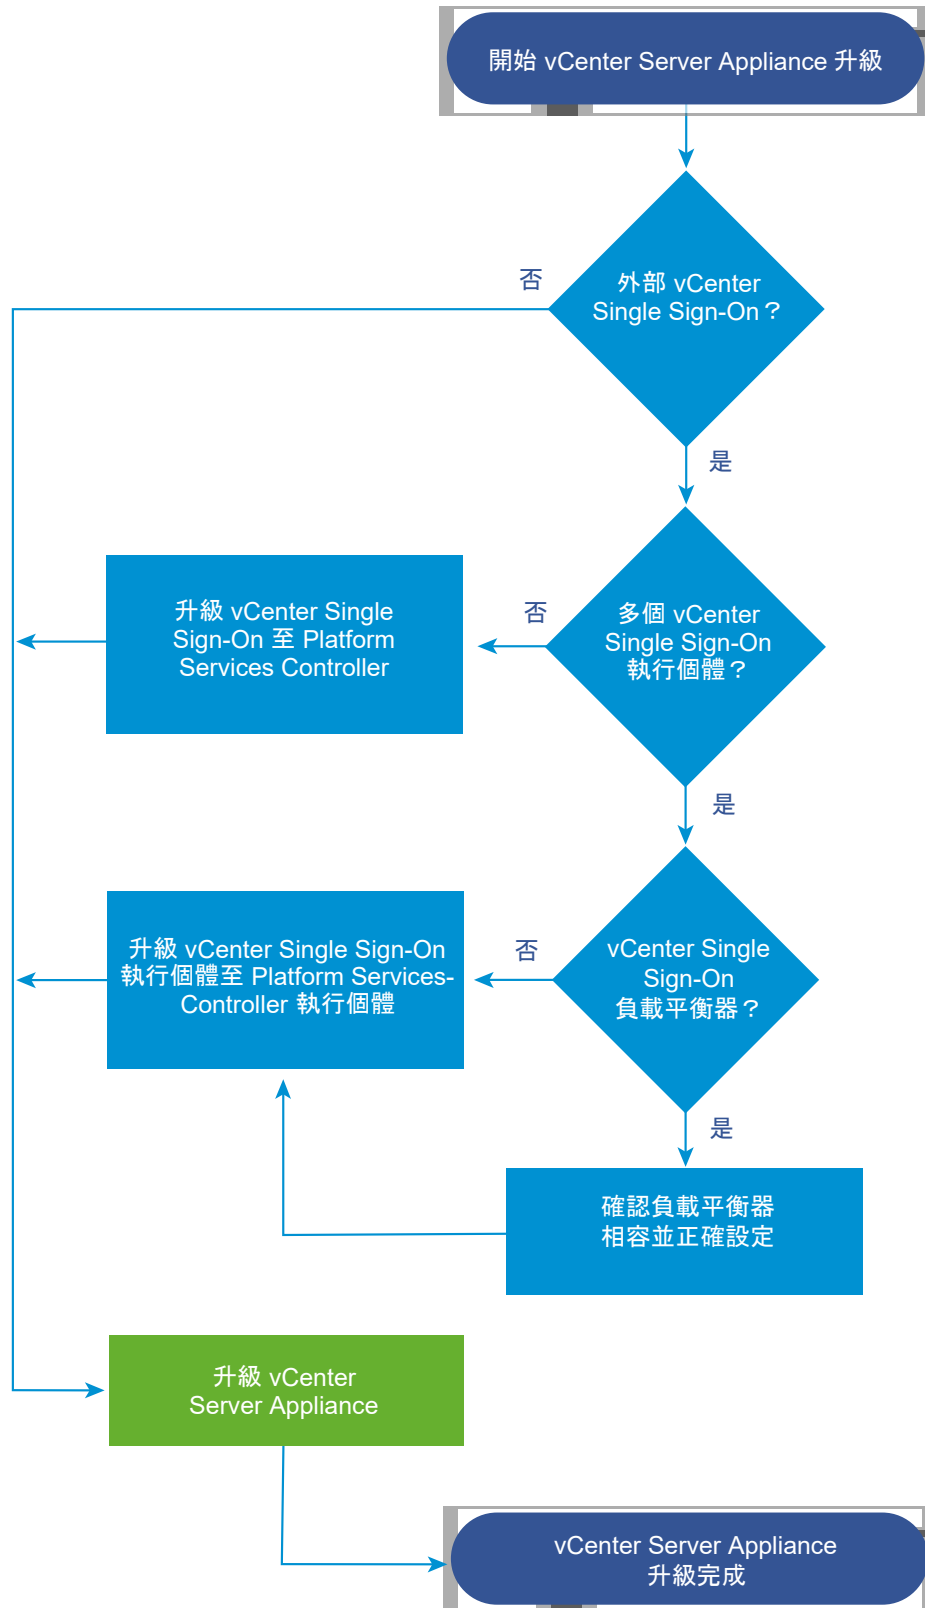 開始 vCenter Server Appliance 升級
否
外部 vCenter
Single Sign-On？
是
升級 vCenter Single
Sign-On 至 Platform
Services Controller
否
多個 vCenter
Single Sign-On
執行個體？
是
升級 vCenter Single Sign-On
執行個體至 Platform Services-
Controller 執行個體
否
vCenter Single
Sign-On
負載平衡器？
是
確認負載平衡器
相容並正確設定
升級 vCenter
Server Appliance
vCenter Server Appliance
升級完成